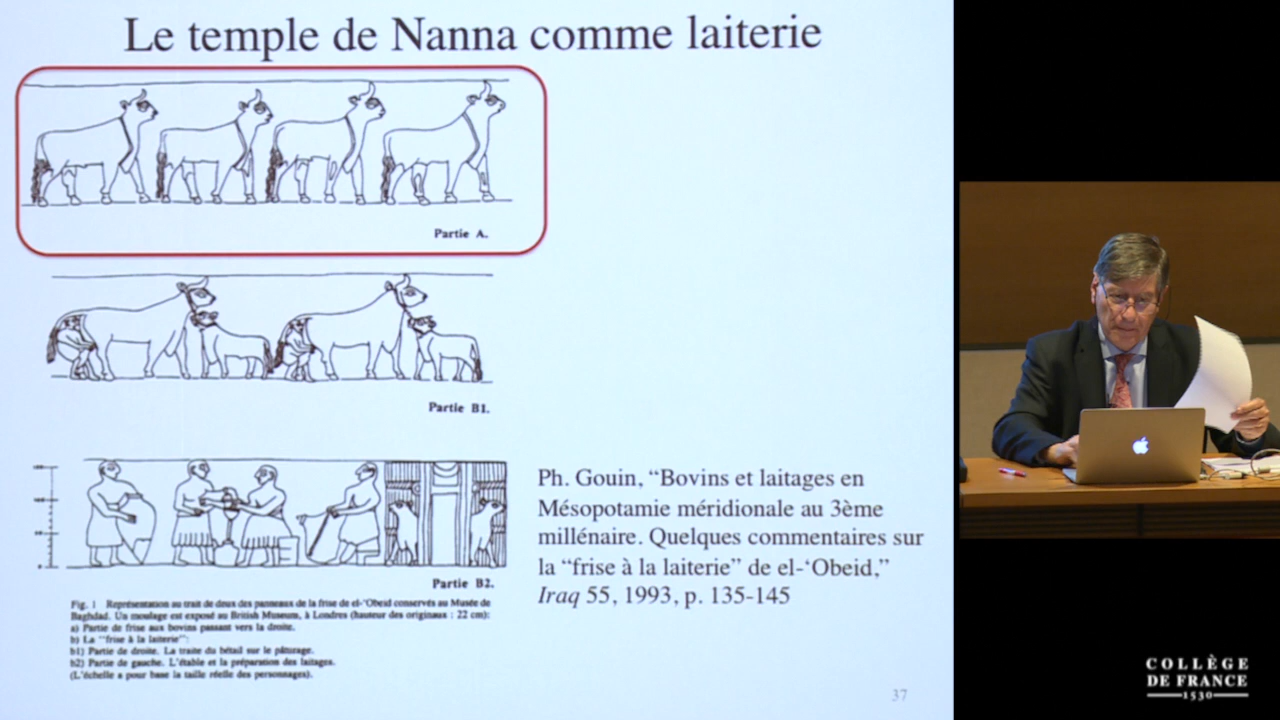 Le temple de Nanna comme laiterie
Partie A.
Partie B1.
Partie B2.
Ph. Gouin, “Bovins et laitages en
Mésopotamie méridionale au 3ème
millénaire. Quelques commentaires sur
la “frise à la laiterie” de el-‘Obeid,”
Iraq 55, 1993, p. 135-145
Fig. 1 Représentation au trait de deux des panneaux de la frise de el-‘Obeid conservés au Musée de
Baghdad. Un moulage est exposé au British Museum, à Londres (hauteur des originaux : 22 cm):
a) Partie de frise aux bovins passant vers la droite.
b) La “frise à la laiterie”:
b1) Partie de droite. La traite du bétail sur le pâturage.
b2) Partie de gauche. L’étable et la préparation des laitages.
(L’échelle a pour base la taille réelle des personnages).
37
COLLÈGE
DE FRANCE
1530